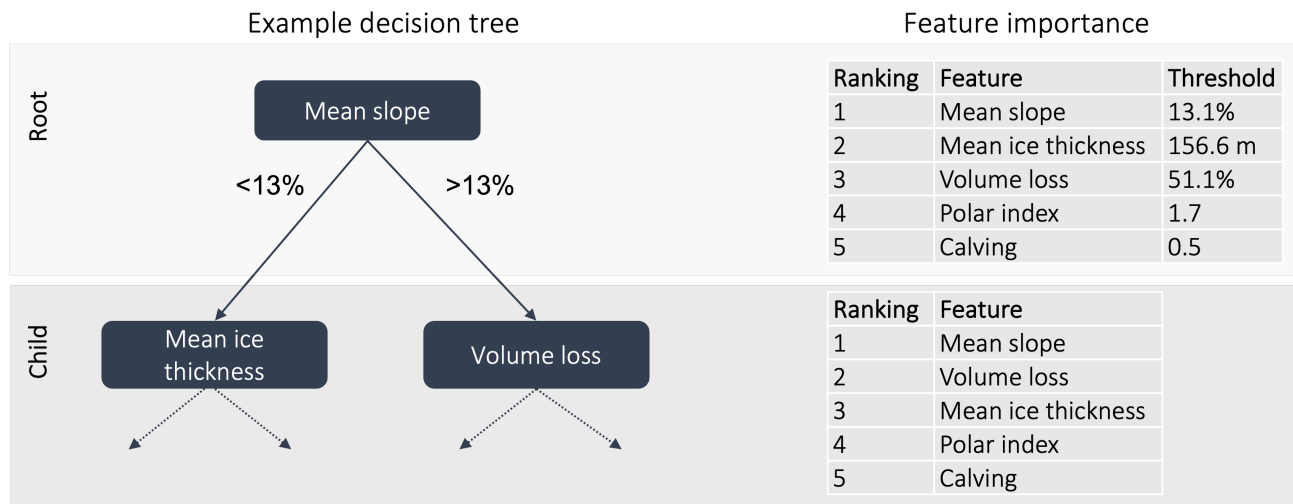 Example decision tree
Feature importance
Root
Mean slope
<13%
>13%
Ranking Feature Threshold
1 Mean slope 13.1%
2 Mean ice thickness 156.6 m
3 Volume loss 51.1%
4 Polar index 1.7
5 Calving 0.5
Child
Mean ice
thickness
Volume loss
Ranking Feature
1 Mean slope
2 Volume loss
3 Mean ice thickness
4 Polar index
5 Calving